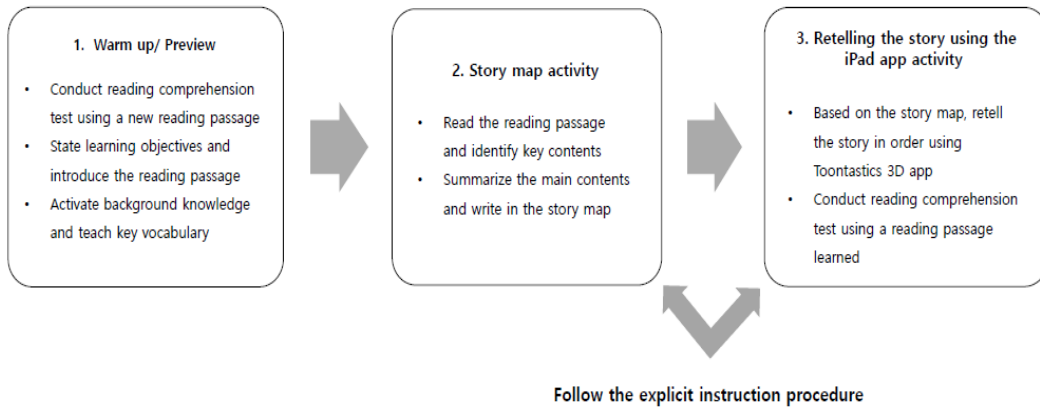 1. Warm up/ Preview
• Conduct reading comprehension
test using a new reading passage
• State learning objectives and
introduce the reading passage
• Activate background knowledge
and teach key vocabulary
2. Story map activity
• Read the reading passage
and identify key contents
• Summarize the main contents
and write in the story map
3. Retelling the story using the
iPad app activity
• Based on the story map, retell
the story in order using
Toontastics 3D app
• Conduct reading comprehension
test using a reading passage
learned
Follow the explicit instruction procedure